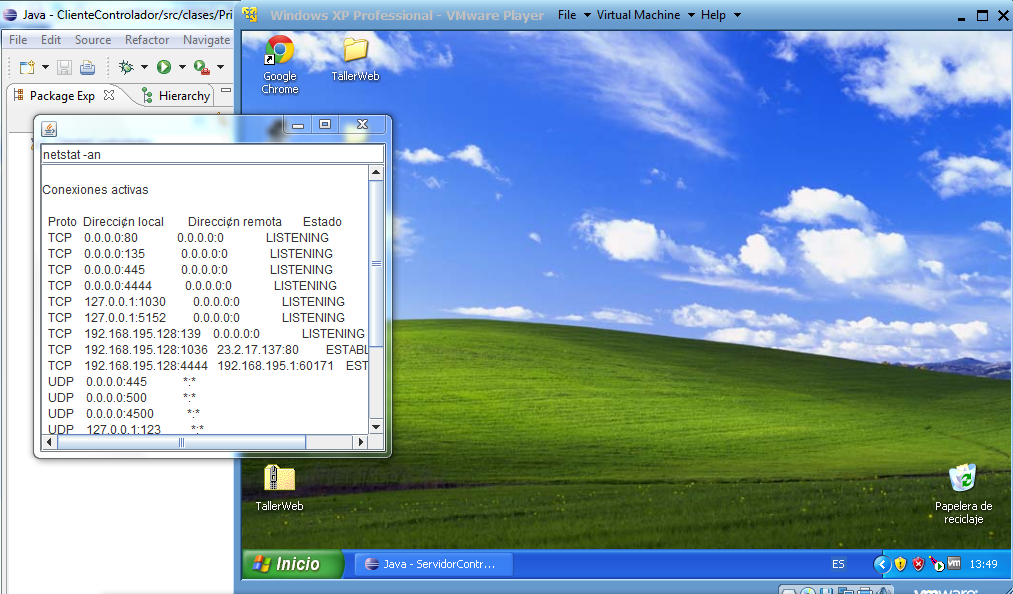 Java - ClienteControlador/src/clases/Pri
Windows XP Professional - VMware Player File Virtual Machine Help
File Edit Source Refactor Navigate
Package Exp Hierarchy
Google Chrome
TallerWeb
netstat -an
Conexiones activas
Proto Direcci¢n local Direcci¢n remota Estado
TCP 0.0.0.0:80 0.0.0.0:0 LISTENING
TCP 0.0.0.0:135 0.0.0.0:0 LISTENING
TCP 0.0.0.0:445 0.0.0.0:0 LISTENING
TCP 0.0.0.0:4444 0.0.0.0:0 LISTENING
TCP 127.0.0.1:1030 0.0.0.0:0 LISTENING
TCP 127.0.0.1:5152 0.0.0.0:0 LISTENING
TCP 192.168.195.128:139 0.0.0.0:0 LISTENING
TCP 192.168.195.128:1036 23.2.17.137:80 ESTABL
TCP 192.168.195.128:4444 192.168.195.1:60171 EST
UDP 0.0.0.0:445 *:*
UDP 0.0.0.0:500 *:*
UDP 0.0.0.0:4500 *:*
UDP 127.0.0.1:123 *:*
TallerWeb
Papelera de reciclaje
Inicio
Java - ServidorContr...
ES
13:49
vmware